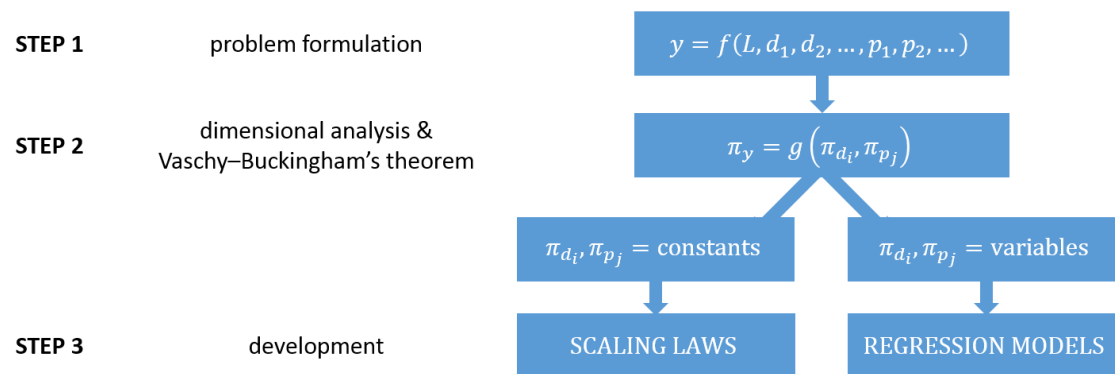 STEP 1 problem formulation y = f(L, d₁, d₂, …, p₁, p₂, …)
dimensional analysis &
STEP 2 Vaschy–Buckingham's theorem π_y = g(π_{d_i}, π_{p_j})
π_{d_i}, π_{p_j} = constants π_{d_i}, π_{p_j} = variables
STEP 3 development SCALING LAWS REGRESSION MODELS